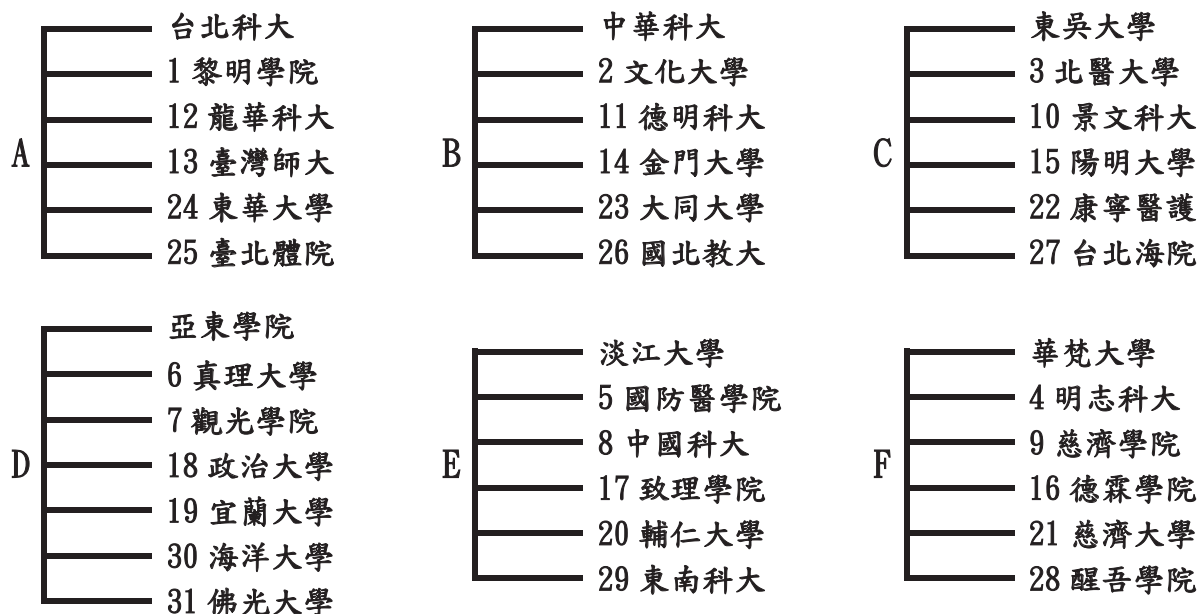 A
台北科大
1 黎明學院
12 龍華科大
13 臺灣師大
24 東華大學
25 臺北體院
B
中華科大
2 文化大學
11 德明科大
14 金門大學
23 大同大學
26 國北教大
C
東吳大學
3 北醫大學
10 景文科大
15 陽明大學
22 康寧醫護
27 台北海院
D
亞東學院
6 真理大學
7 觀光學院
18 政治大學
19 宜蘭大學
30 海洋大學
31 佛光大學
E
淡江大學
5 國防醫學院
8 中國科大
17 致理學院
20 輔仁大學
29 東南科大
F
華梵大學
4 明志科大
9 慈濟學院
16 德霖學院
21 慈濟大學
28 醒吾學院